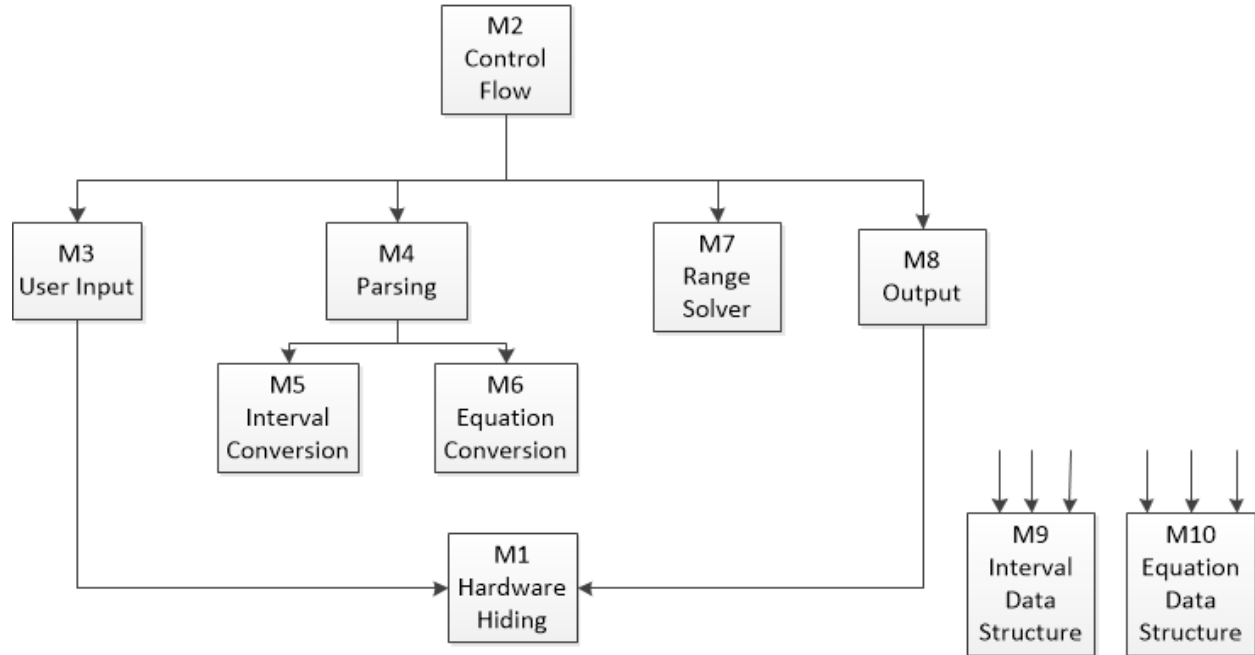 M2
Control
Flow
M3
User Input
M4
Parsing
M7
Range
Solver
M8
Output
M5
Interval
Conversion
M6
Equation
Conversion
M1
Hardware
Hiding
M9
Interval
Data
Structure
M10
Equation
Data
Structure